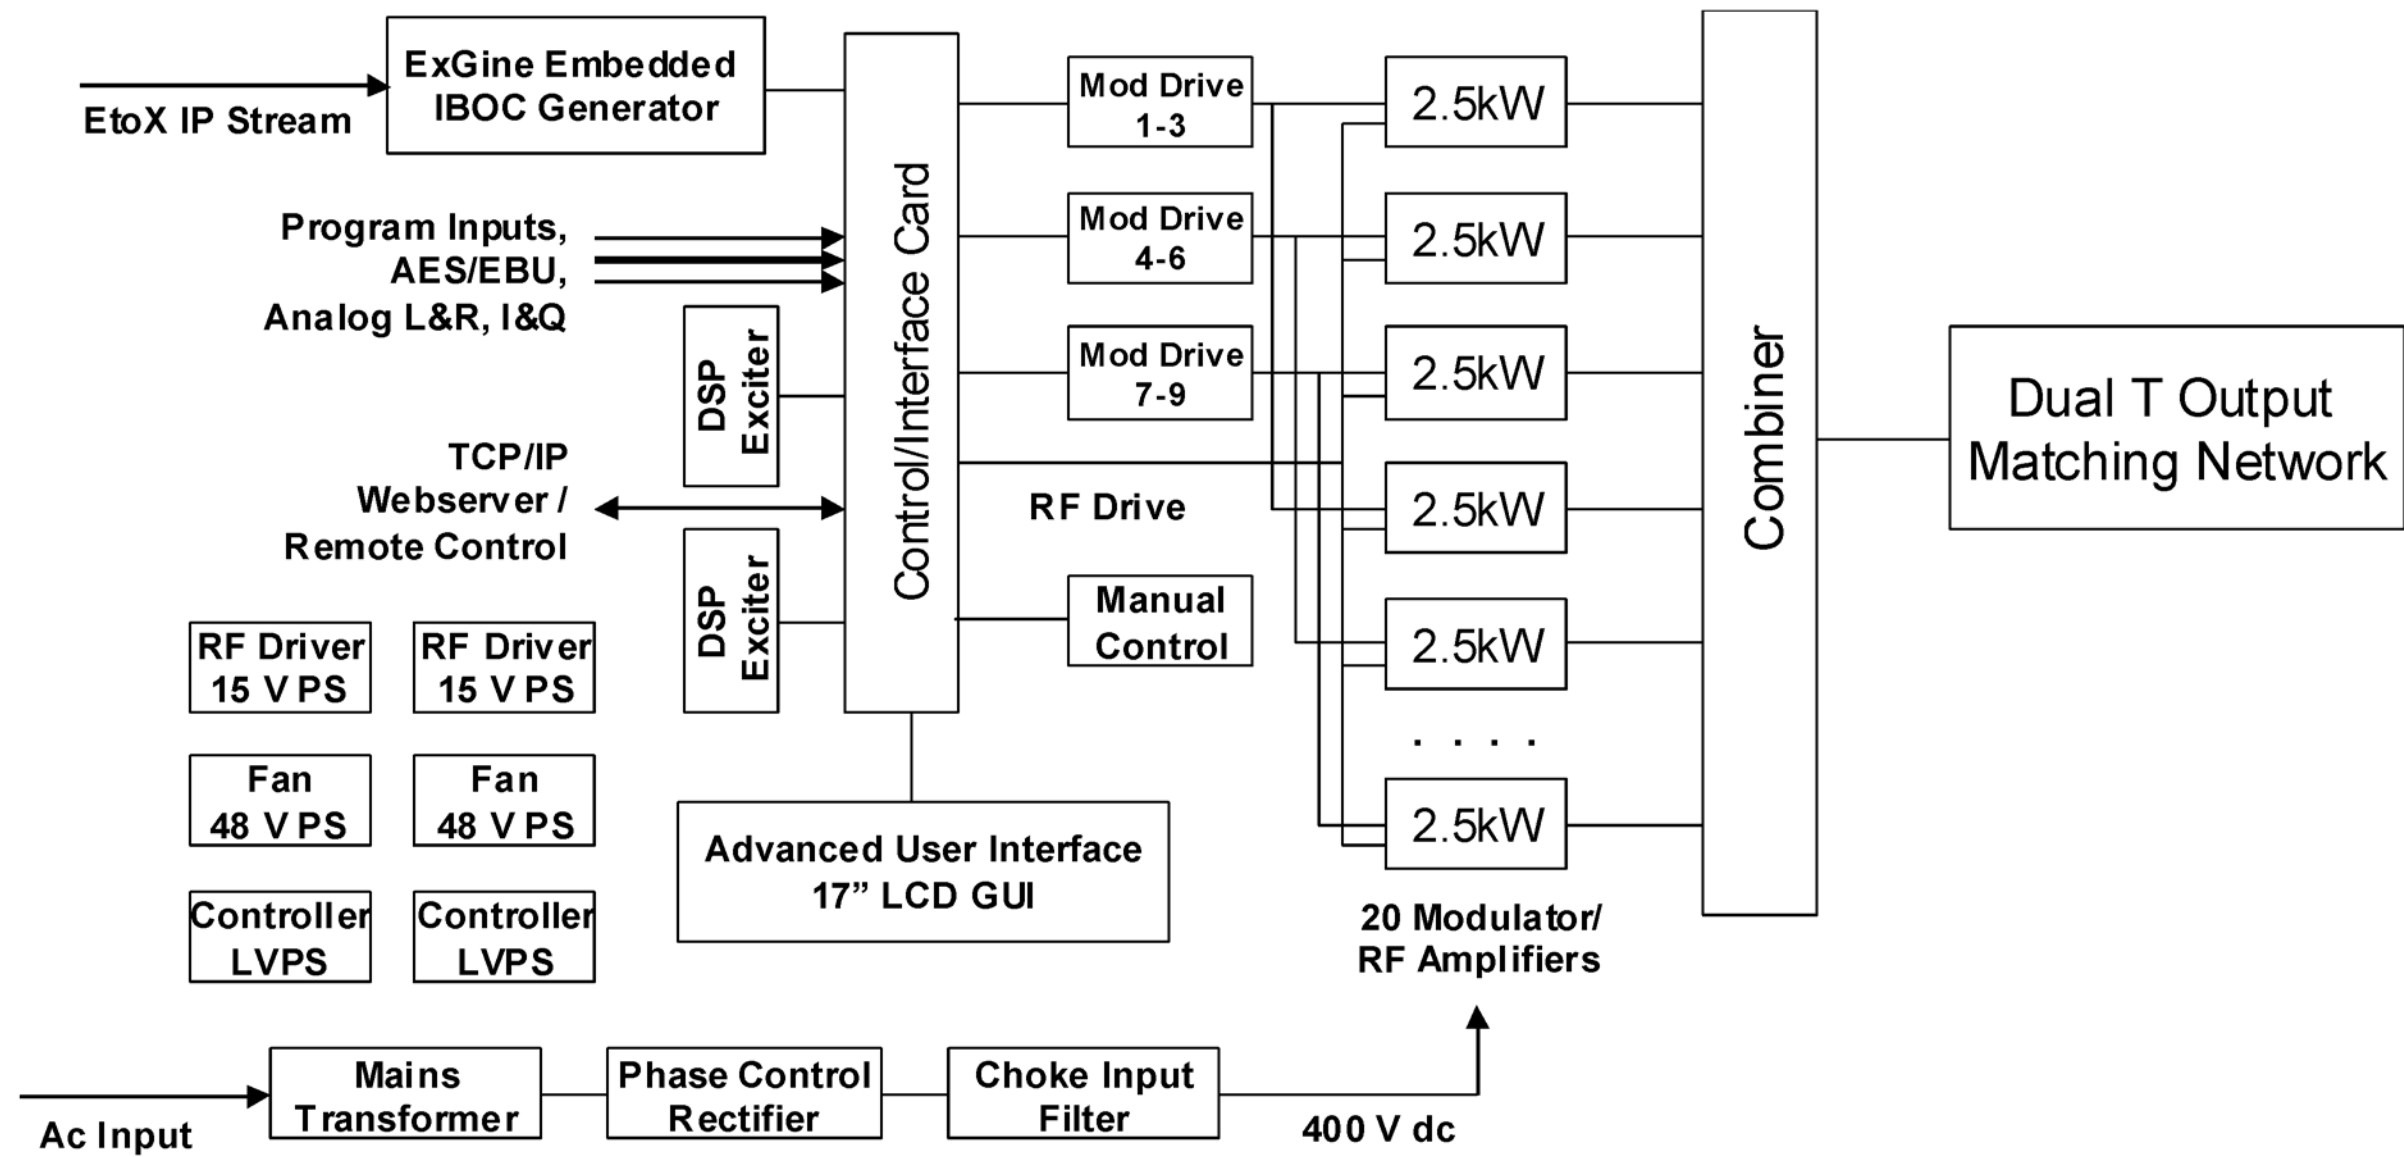 ExGine Embedded
IBOC Generator
EtoX IP Stream
Program Inputs,
AES/EBU,
Analog L&R, I&Q
DSP
Exciter
TCP/IP
Webserver /
Remote Control
DSP
Exciter
Control/Interface Card
Mod Drive
1-3
Mod Drive
4-6
Mod Drive
7-9
RF Drive
Manual
Control
2.5kW
2.5kW
2.5kW
2.5kW
2.5kW
. . . .
2.5kW
20 Modulator/
RF Amplifiers
Combiner
Dual T Output
Matching Network
RF Driver
15 V PS
RF Driver
15 V PS
Fan
48 V PS
Fan
48 V PS
Controller
LVPS
Controller
LVPS
Advanced User Interface
17” LCD GUI
Ac Input
Mains
Transformer
Phase Control
Rectifier
Choke Input
Filter
400 V dc